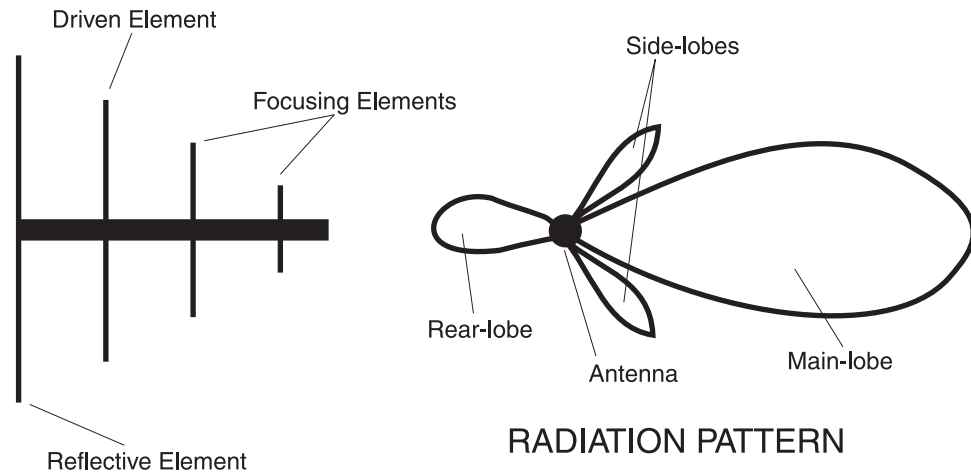 Driven Element
Focusing Elements
Reflective Element
Side-lobes
Rear-lobe
Antenna
Main-lobe
RADIATION PATTERN